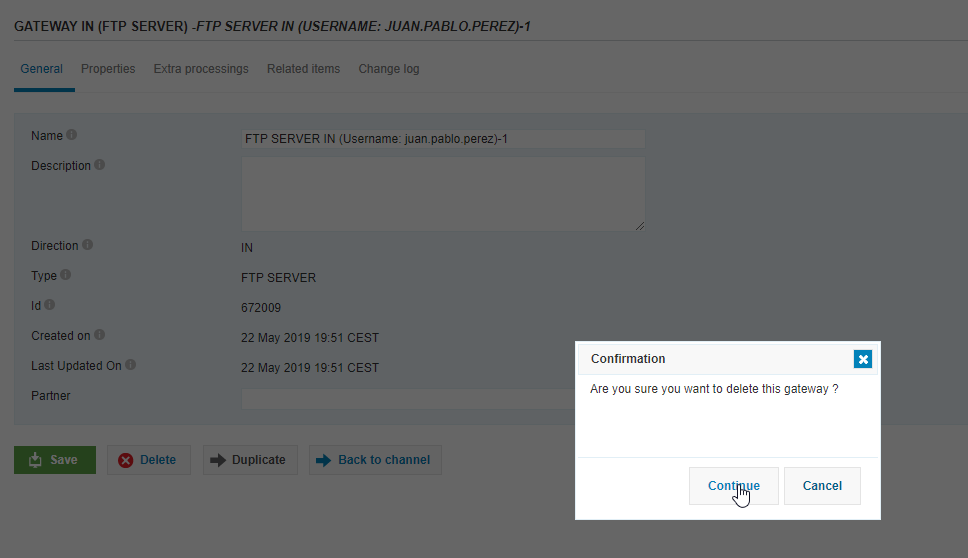 GATEWAY IN (FTP SERVER) -FTP SERVER IN (USERNAME: JUAN.PABLO.PEREZ)-1
General Properties Extra processings Related items Change log
Name
FTP SERVER IN (Username: juan.pablo.perez)-1
Description
Direction
IN
Type
FTP SERVER
Id
672009
Created on
22 May 2019 19:51 CEST
Last Updated On
22 May 2019 19:51 CEST
Partner
Save Delete Duplicate Back to channel
Confirmation
Are you sure you want to delete this gateway ?
Continue Cancel